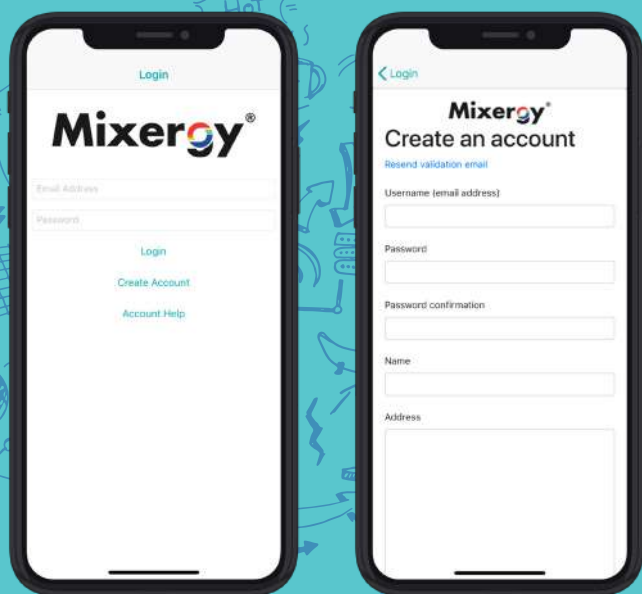 HOT
Login
Mixergy®
Email Address
Password
Login
Create Account
Account Help
Login
Mixergy®
Create an account
Resend validation email
Username (email address)
Password
Password confirmation
Name
Address